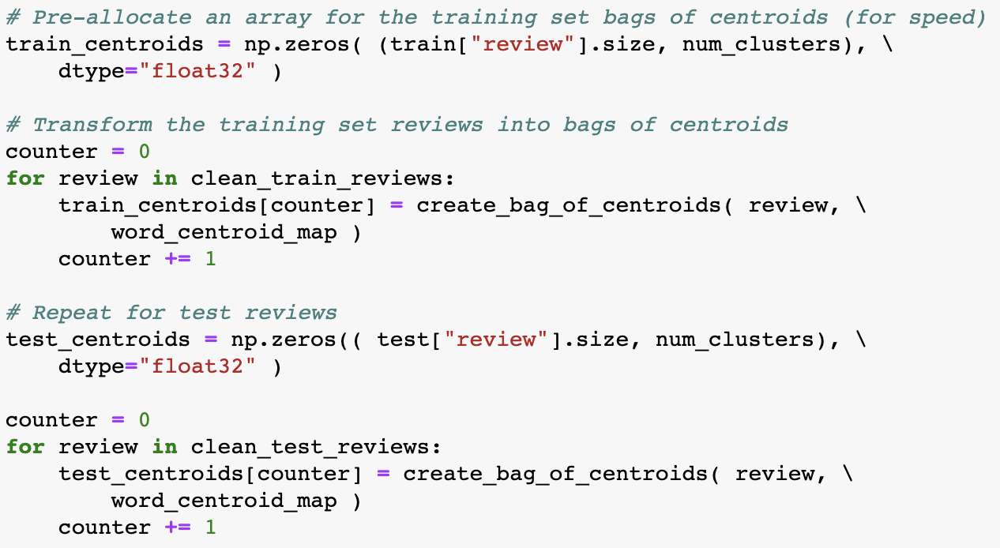 # Pre-allocate an array for the training set bags of centroids (for speed)
train_centroids = np.zeros( (train["review"].size, num_clusters), \
    dtype="float32" )

# Transform the training set reviews into bags of centroids
counter = 0
for review in clean_train_reviews:
    train_centroids[counter] = create_bag_of_centroids( review, \
        word_centroid_map )
    counter += 1

# Repeat for test reviews
test_centroids = np.zeros(( test["review"].size, num_clusters), \
    dtype="float32" )

counter = 0
for review in clean_test_reviews:
    test_centroids[counter] = create_bag_of_centroids( review, \
        word_centroid_map )
    counter += 1